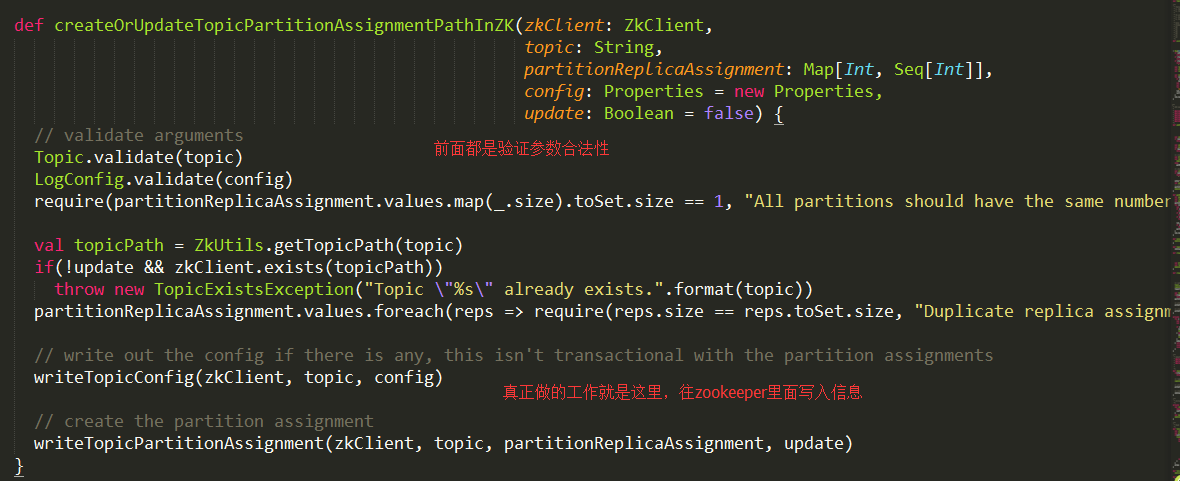 def createOrUpdateTopicPartitionAssignmentPathInZK(zkClient: ZkClient,
topic: String,
partitionReplicaAssignment: Map[Int, Seq[Int]],
config: Properties = new Properties,
update: Boolean = false) {
// validate arguments
前面都是验证参数合法性
Topic.validate(topic)
LogConfig.validate(config)
require(partitionReplicaAssignment.values.map(_.size).toSet.size == 1, "All partitions should have the same number
val topicPath = ZkUtils.getTopicPath(topic)
if(!update && zkClient.exists(topicPath))
throw new TopicExistsException("Topic \"%s\" already exists.".format(topic))
partitionReplicaAssignment.values.foreach(reps => require(reps.size == reps.toSet.size, "Duplicate replica assignm
// write out the config if there is any, this isn't transactional with the partition assignments
writeTopicConfig(zkClient, topic, config)
真正做的工作就是这里，往zookeeper里面写入信息
// create the partition assignment
writeTopicPartitionAssignment(zkClient, topic, partitionReplicaAssignment, update)
}